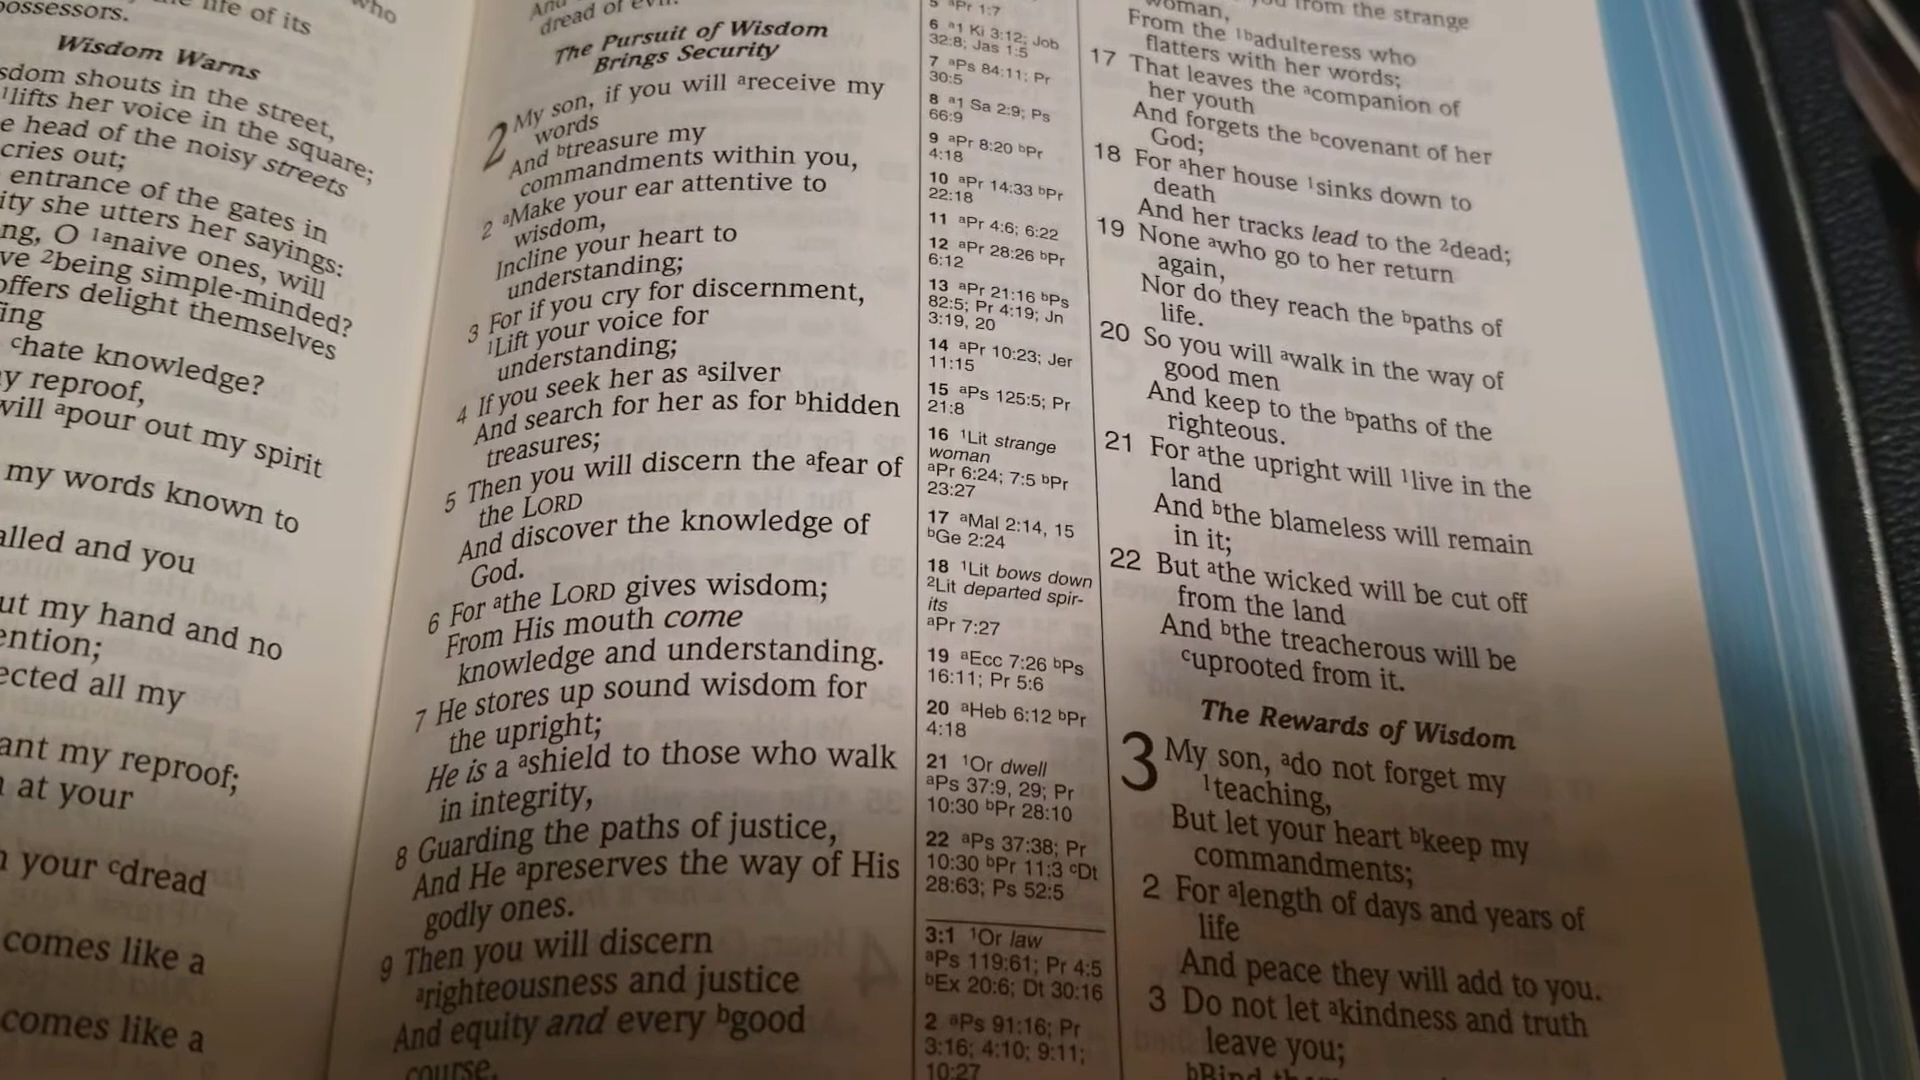 who
the life of its
possessors.
Wisdom Warns
sdom shouts in the street,
¹lifts her voice in the square;
e head of the noisy streets
cries out;
entrance of the gates in
ity she utters her sayings:
ng, O ¹ᵃnaive ones, will
ve ²being simple-minded?
offers delight themselves
ing
ᶜhate knowledge?
y reproof,
will ᵃpour out my spirit
my words known to
alled and you
ut my hand and no
ention;
ected all my
ant my reproof;
at your
your ᶜdread
comes like a
comes like a
And
dread of evil.
The Pursuit of Wisdom
Brings Security
2 My son, if you will ᵃreceive my
words
And ᵇtreasure my
commandments within you,
2 ᵃMake your ear attentive to
wisdom,
Incline your heart to
understanding;
3 For if you cry for discernment,
¹Lift your voice for
understanding;
4 If you seek her as ᵃsilver
And search for her as for ᵇhidden
treasures;
5 Then you will discern the ᵃfear of
the LORD
And discover the knowledge of
God.
6 For ᵃthe LORD gives wisdom;
From His mouth come
knowledge and understanding.
7 He stores up sound wisdom for
the upright;
He is a ᵃshield to those who walk
in integrity,
8 Guarding the paths of justice,
And He ᵃpreserves the way of His
godly ones.
9 Then you will discern
ᵃrighteousness and justice
And equity and every ᵇgood
course.
5 ᵃPr 1:7
6 ᵃ1 Ki 3:12; Job
32:8; Jas 1:5
7 ᵃPs 84:11; Pr
30:5
8 ᵃ1 Sa 2:9; Ps
66:9
9 ᵃPr 8:20 ᵇPr
4:18
10 ᵃPr 14:33 ᵇPr
22:18
11 ᵃPr 4:6; 6:22
12 ᵃPr 28:26 ᵇPr
6:12
13 ᵃPr 21:16 ᵇPs
82:5; Pr 4:19; Jn
3:19, 20
14 ᵃPr 10:23; Jer
11:15
15 ᵃPs 125:5; Pr
21:8
16 ¹Lit strange
woman
ᵃPr 6:24; 7:5 ᵇPr
23:27
17 ᵃMal 2:14, 15
ᵇGe 2:24
18 ¹Lit bows down
²Lit departed spir-
its
ᵃPr 7:27
19 ᵃEcc 7:26 ᵇPs
16:11; Pr 5:6
20 ᵃHeb 6:12 ᵇPr
4:18
21 ¹Or dwell
ᵃPs 37:9, 29; Pr
10:30 ᵇPr 28:10
22 ᵃPs 37:38; Pr
10:30 ᵇPr 11:3 ᶜDt
28:63; Ps 52:5
3:1 ¹Or law
ᵃPs 119:61; Pr 4:5
ᵇEx 20:6; Dt 30:16
2 ᵃPs 91:16; Pr
3:16; 4:10; 9:11;
10:27
you from the strange
woman,
From the ¹ᵇadulteress who
flatters with her words;
17 That leaves the ᵃcompanion of
her youth
And forgets the ᵇcovenant of her
God;
18 For ᵃher house ¹sinks down to
death
And her tracks lead to the ²dead;
19 None ᵃwho go to her return
again,
Nor do they reach the ᵇpaths of
life.
20 So you will ᵃwalk in the way of
good men
And keep to the ᵇpaths of the
righteous.
21 For ᵃthe upright will ¹live in the
land
And ᵇthe blameless will remain
in it;
22 But ᵃthe wicked will be cut off
from the land
And ᵇthe treacherous will be
ᶜuprooted from it.
The Rewards of Wisdom
3 My son, ᵃdo not forget my
¹teaching,
But let your heart ᵇkeep my
commandments;
2 For ᵃlength of days and years of
life
And peace they will add to you.
3 Do not let ᵃkindness and truth
leave you;